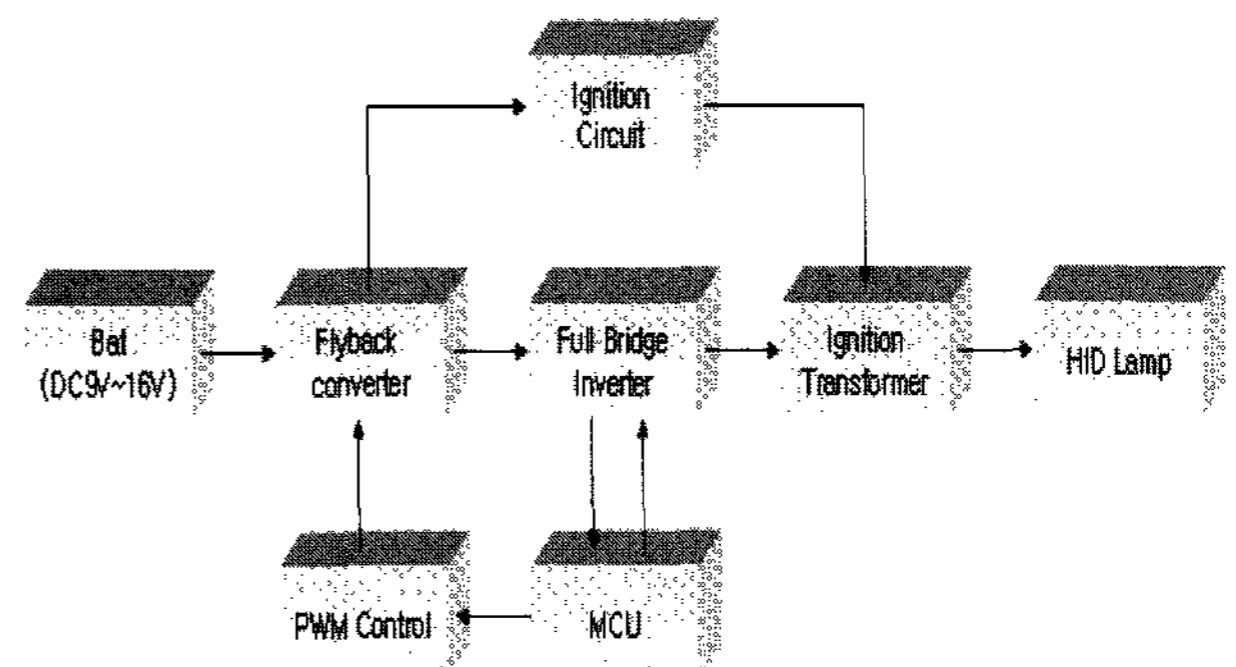 Ignition
Circuit
Bat
(DC9V~16V)
Flyback
converter
Full Bridge
Inverter
Ignition
Transformer
HID Lamp
PWM Control
MCU